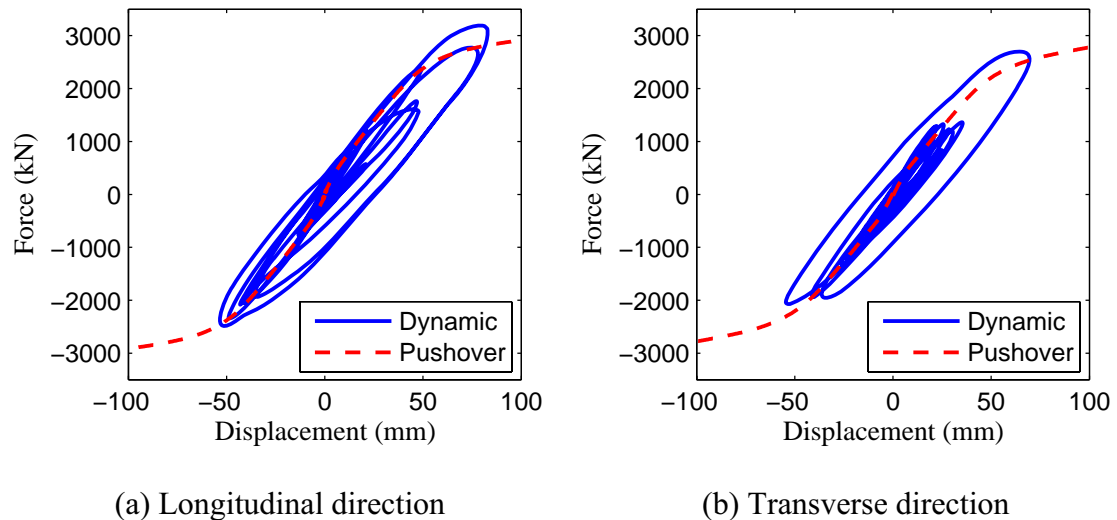 3000
2000
1000
0
−1000
−2000
−3000
Force (kN)
−100 −50 0 50 100
Displacement (mm)
Dynamic
Pushover
(a) Longitudinal direction
3000
2000
1000
0
−1000
−2000
−3000
Force (kN)
−100 −50 0 50 100
Displacement (mm)
Dynamic
Pushover
(b) Transverse direction